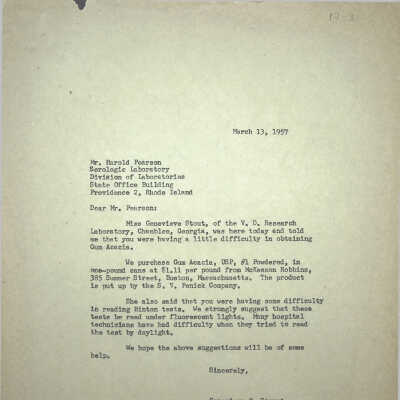 March 13, 1957
Mr. Harold Pearson
Serologic Laboratory
Division of Laboratories
State Office Building
Providence 2, Rhode Island
Dear Mr. Pearson:
Miss Genevieve Stout, of the V. D. Research
Laboratory, Chamblee, Georgia, was here today and told
me that you were having a little difficulty in obtaining
Gum Acacia.
We purchase Gum Acacia, USP, #1 Powdered, in
one-pound cans at $1.11 per pound from McKesson Robbins,
385 Sumner Street, Boston, Massachusetts. The product
is put up by the S. B. Penick Company.
She also said that you were having some difficulty
in reading Hinton tests. We strongly suggest that these
tests be read under fluorescent lights. Many hospital
technicians have had difficulty when they tried to read
the test by daylight.
We hope the above suggestions will be of some
help.
Sincerely,